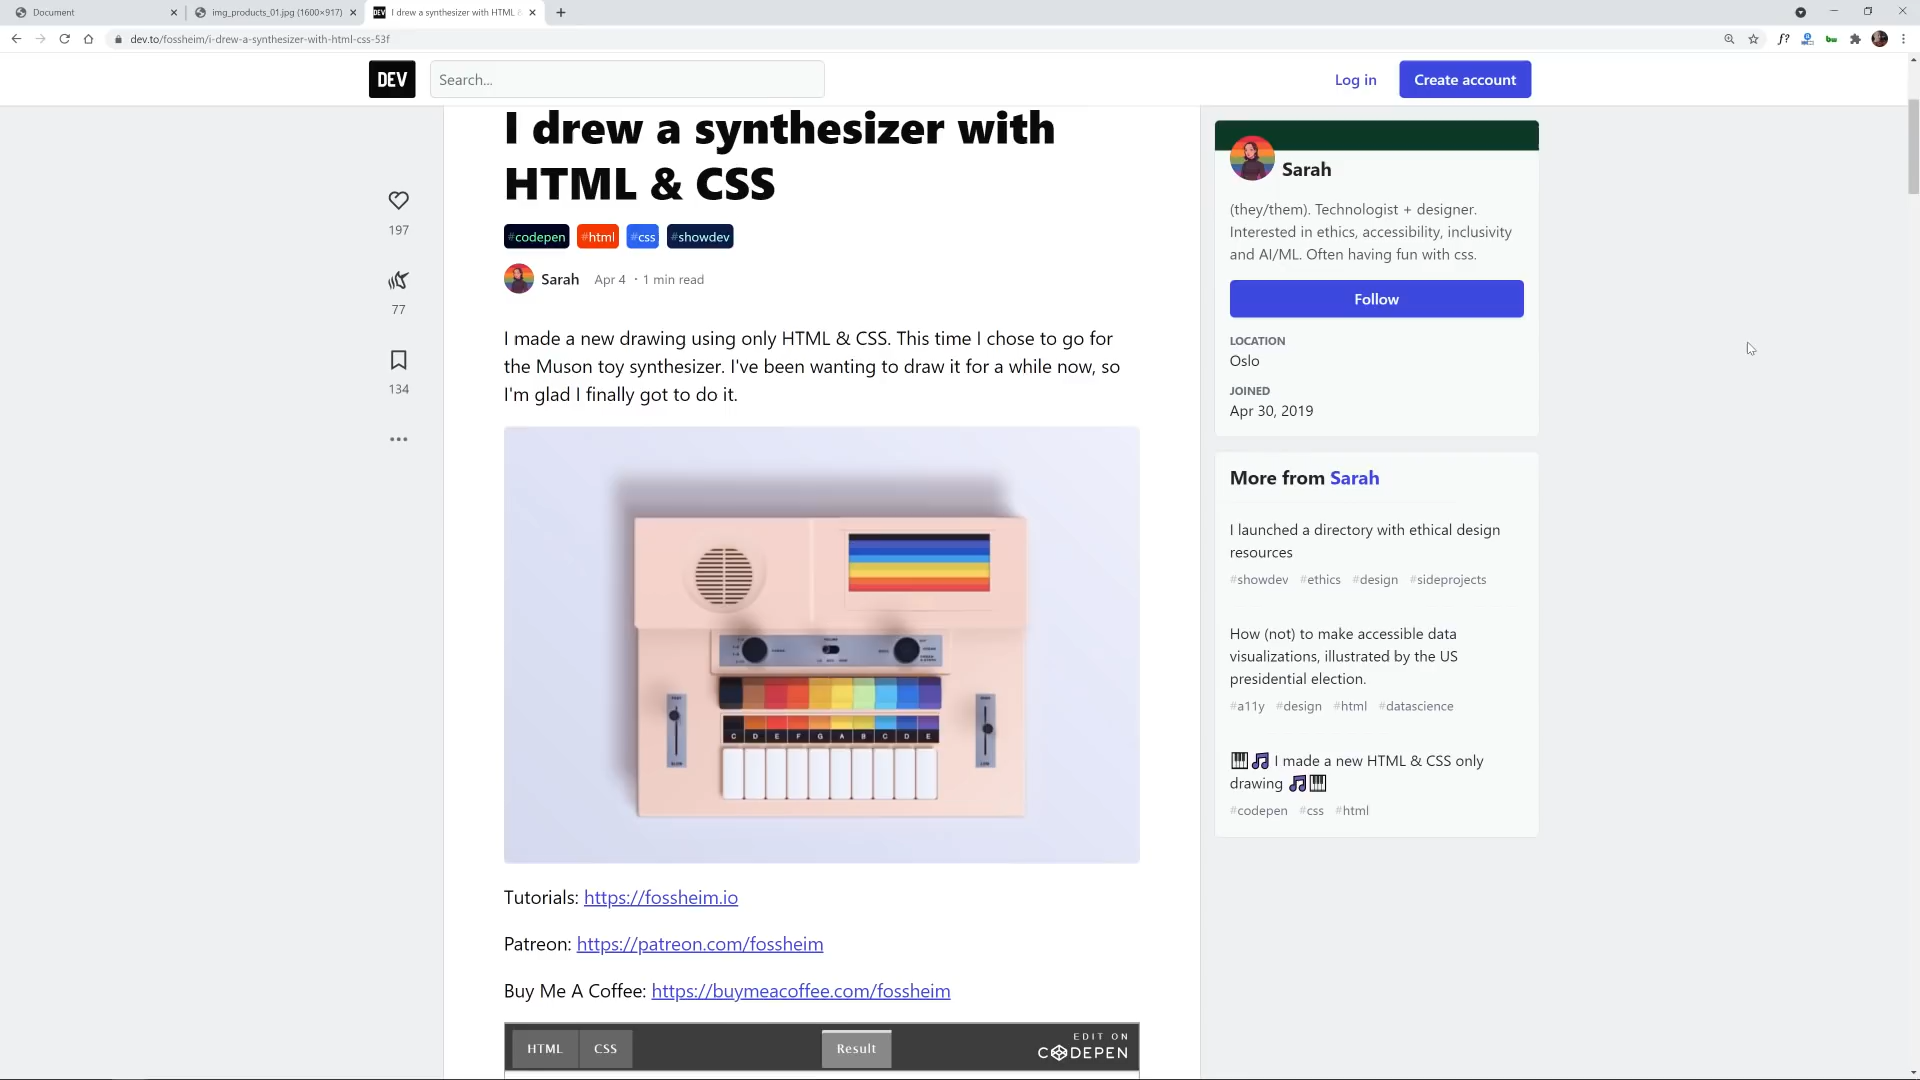 Document
img_products_01.jpg (1600×917)
I drew a synthesizer with HTML &
dev.to/fossheim/i-drew-a-synthesizer-with-html-css-53f
f?
DEV
Search...
Log in
Create account
I drew a synthesizer with
HTML & CSS
#codepen #html #css #showdev
Sarah Apr 4 · 1 min read
197
77
134
I made a new drawing using only HTML & CSS. This time I chose to go for
the Muson toy synthesizer. I've been wanting to draw it for a while now, so
I'm glad I finally got to do it.
C D E F G A B C D E
Tutorials: https://fossheim.io
Patreon: https://patreon.com/fossheim
Buy Me A Coffee: https://buymeacoffee.com/fossheim
HTML CSS Result
EDIT ON
CODEPEN
Sarah
(they/them). Technologist + designer.
Interested in ethics, accessibility, inclusivity
and AI/ML. Often having fun with css.
Follow
LOCATION
Oslo
JOINED
Apr 30, 2019
More from Sarah
I launched a directory with ethical design
resources
#showdev #ethics #design #sideprojects
How (not) to make accessible data
visualizations, illustrated by the US
presidential election.
#a11y #design #html #datascience
🎹🎵 I made a new HTML & CSS only
drawing 🎵🎹
#codepen #css #html